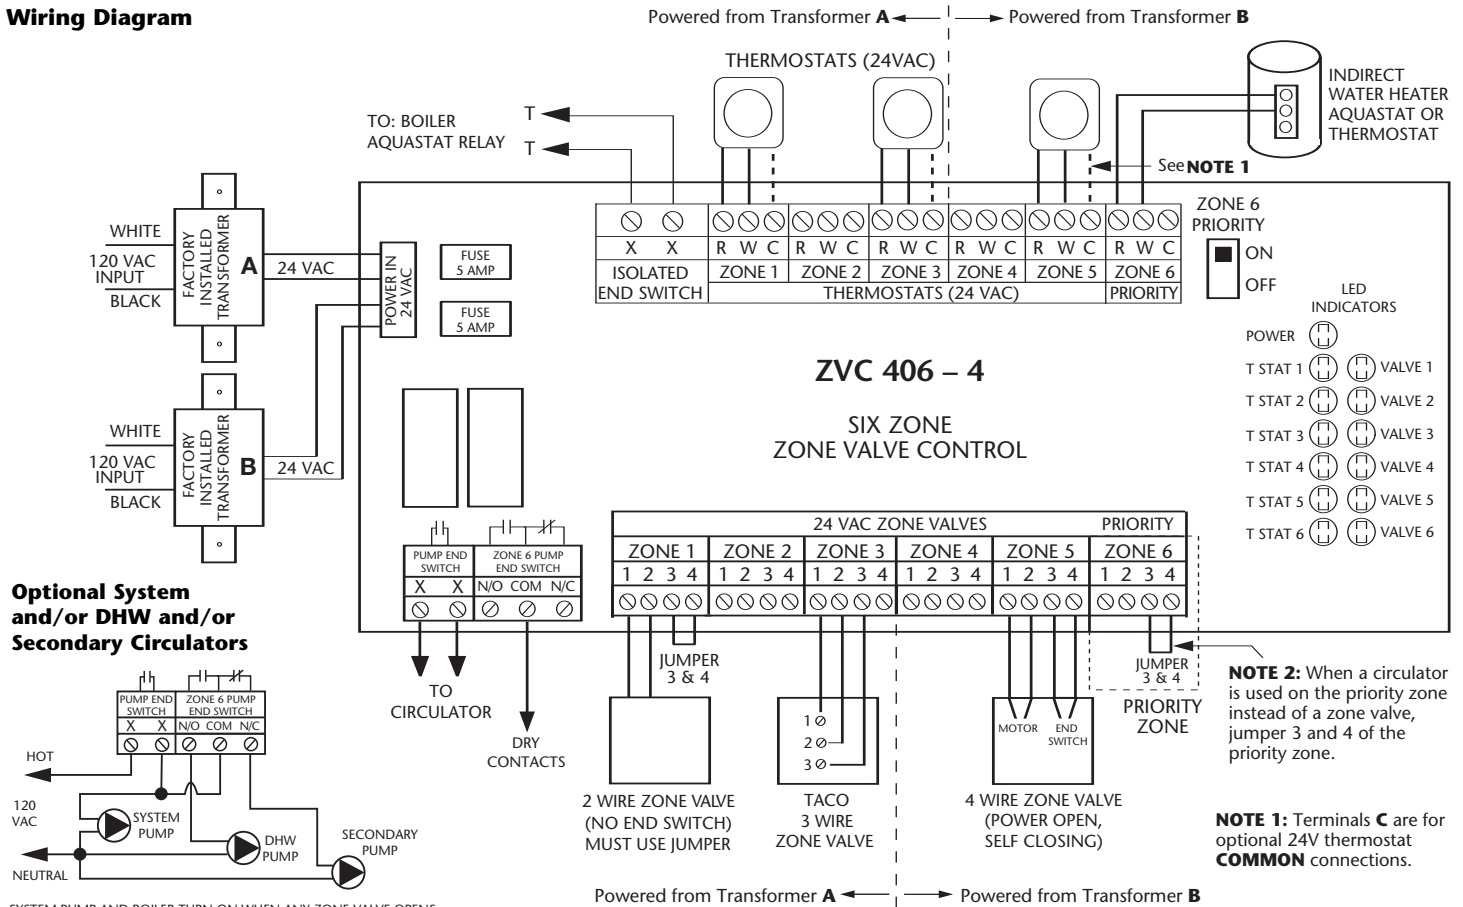 Wiring Diagram
Powered from Transformer A
Powered from Transformer B
THERMOSTATS (24VAC)
INDIRECT
WATER HEATER
AQUASTAT OR
THERMOSTAT
TO: BOILER
AQUASTAT RELAY
T
T
See NOTE 1
WHITE
120 VAC
INPUT
BLACK
FACTORY
INSTALLED
TRANSFORMER
A
24 VAC
POWER IN
24 VAC
FUSE
5 AMP
FUSE
5 AMP
X X
ISOLATED
END SWITCH
R W C R W C R W C R W C R W C R W C
ZONE 1 ZONE 2 ZONE 3 ZONE 4 ZONE 5 ZONE 6
THERMOSTATS (24 VAC) PRIORITY
ZONE 6
PRIORITY
ON
OFF
LED
INDICATORS
POWER
T STAT 1 VALVE 1
T STAT 2 VALVE 2
T STAT 3 VALVE 3
T STAT 4 VALVE 4
T STAT 5 VALVE 5
T STAT 6 VALVE 6
ZVC 406 – 4
SIX ZONE
ZONE VALVE CONTROL
WHITE
120 VAC
INPUT
BLACK
FACTORY
INSTALLED
TRANSFORMER
B
24 VAC
PUMP END
SWITCH
X X
ZONE 6 PUMP
END SWITCH
N/O COM N/C
24 VAC ZONE VALVES PRIORITY
ZONE 1 ZONE 2 ZONE 3 ZONE 4 ZONE 5 ZONE 6
1 2 3 4 1 2 3 4 1 2 3 4 1 2 3 4 1 2 3 4 1 2 3 4
TO
CIRCULATOR
DRY
CONTACTS
JUMPER
3 & 4
2 WIRE ZONE VALVE
(NO END SWITCH)
MUST USE JUMPER
1
2
3
TACO
3 WIRE
ZONE VALVE
MOTOR
END
SWITCH
4 WIRE ZONE VALVE
(POWER OPEN,
SELF CLOSING)
JUMPER
3 & 4
PRIORITY
ZONE
NOTE 2: When a circulator
is used on the priority zone
instead of a zone valve,
jumper 3 and 4 of the
priority zone.
NOTE 1: Terminals C are for
optional 24V thermostat
COMMON connections.
Powered from Transformer A
Powered from Transformer B
Optional System
and/or DHW and/or
Secondary Circulators
PUMP END
SWITCH
X X
ZONE 6 PUMP
END SWITCH
N/O COM N/C
HOT
120
VAC
NEUTRAL
SYSTEM
PUMP
DHW
PUMP
SECONDARY
PUMP
SYSTEM PUMP AND BOILER TURN ON WHEN ANY ZONE VALVE OPENS